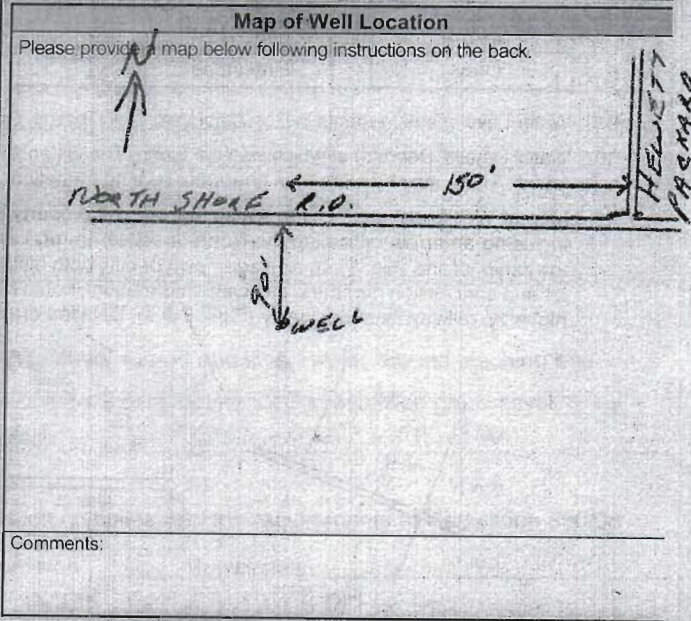 Map of Well Location
Please provide a map below following instructions on the back.
N
HEWETT
PACKARD
150'
NORTH SHORE R.D.
90'
WELL
Comments: